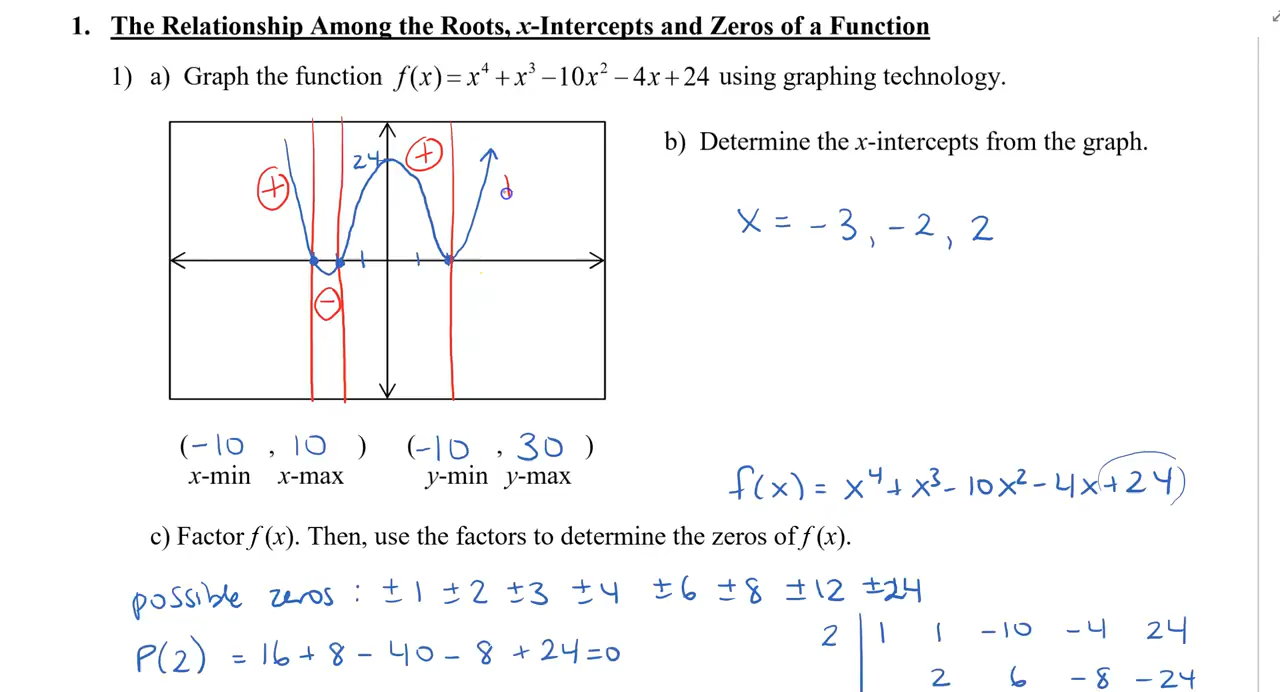 1. The Relationship Among the Roots, x-Intercepts and Zeros of a Function
1) a) Graph the function f(x) = x⁴ + x³ − 10x² − 4x + 24 using graphing technology.
b) Determine the x-intercepts from the graph.
24
+
+
−
x = −3, −2, 2
(−10 , 10 ) (−10 , 30 )
x-min x-max y-min y-max
f(x) = x⁴ + x³ − 10x² − 4x + 24
c) Factor f(x). Then, use the factors to determine the zeros of f(x).
possible zeros : ±1 ±2 ±3 ±4 ±6 ±8 ±12 ±24
P(2) = 16 + 8 − 40 − 8 + 24 = 0
2 | 1 1 −10 −4 24
2 6 −8 −24